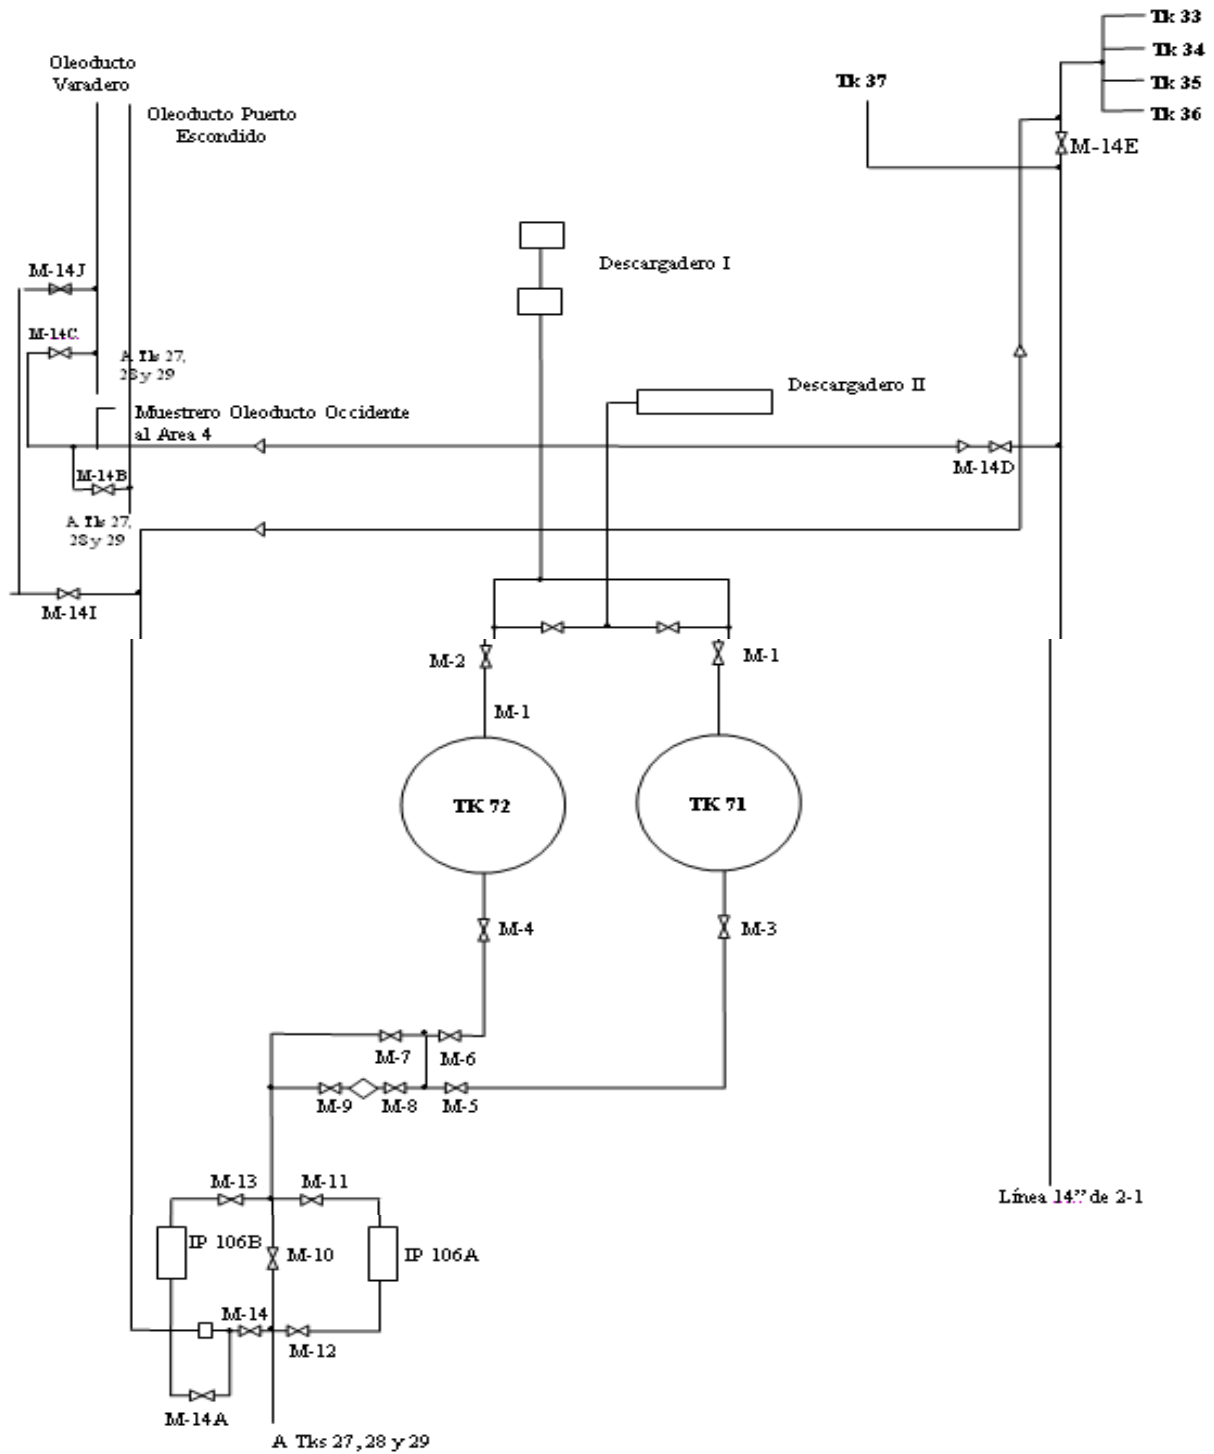 Tk 33
Tk 34
Tk 35
Tk 36
Oleoducto
Varadero
Oleoducto Puerto
Escondido
Tk 37
M-14E
Descargadero I
M-14J
M-14C
A Tks 27,
28 y 29
Descargadero II
Muestrero Oleoducto Occidente
al Area 4
M-14B
M-14D
A Tks 27,
28 y 29
M-14I
M-2
M-1
M-1
TK 72
TK 71
M-4
M-3
M-7
M-6
M-9
M-8
M-5
M-13
M-11
Línea 14” de 2-1
IP 106B
M-10
IP 106A
M-14
M-12
M-14A
A Tks 27, 28 y 29